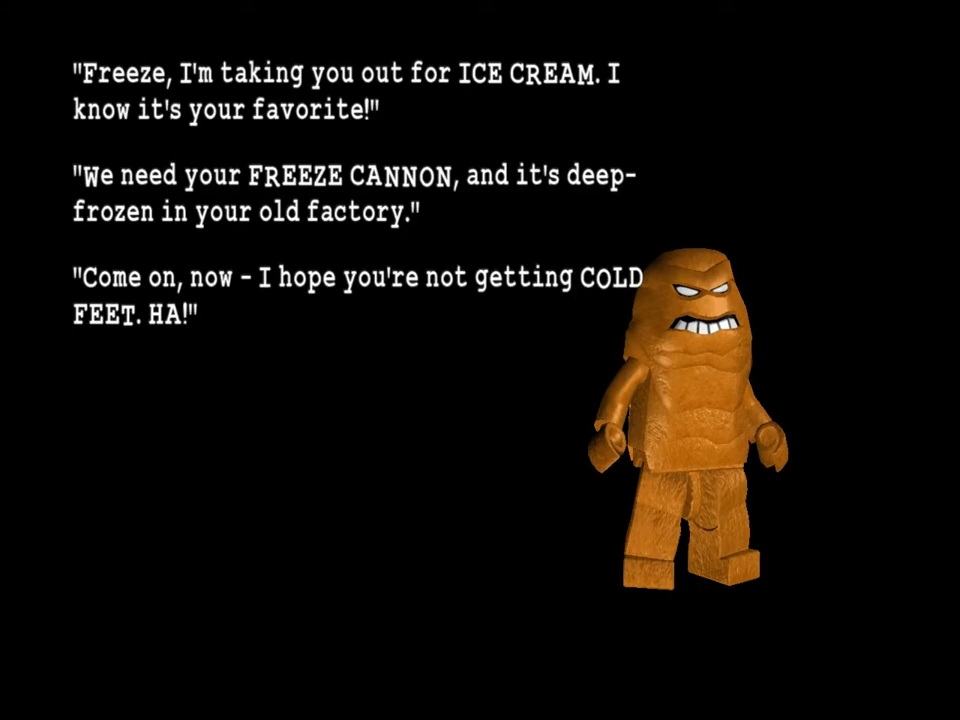 "Freeze, I'm taking you out for ICE CREAM. I
know it's your favorite!"
"We need your FREEZE CANNON, and it's deep-
frozen in your old factory."
"Come on, now - I hope you're not getting COLD
FEET. HA!"